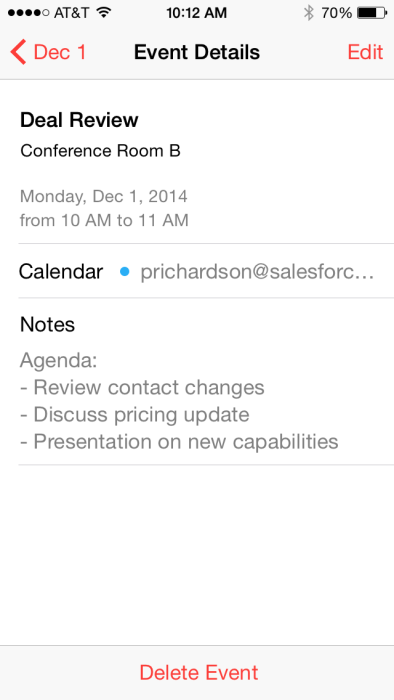 AT&T 10:12 AM 70%
Dec 1 Event Details Edit
Deal Review
Conference Room B
Monday, Dec 1, 2014
from 10 AM to 11 AM
Calendar prichardson@salesforc...
Notes
Agenda:
- Review contact changes
- Discuss pricing update
- Presentation on new capabilities
Delete Event